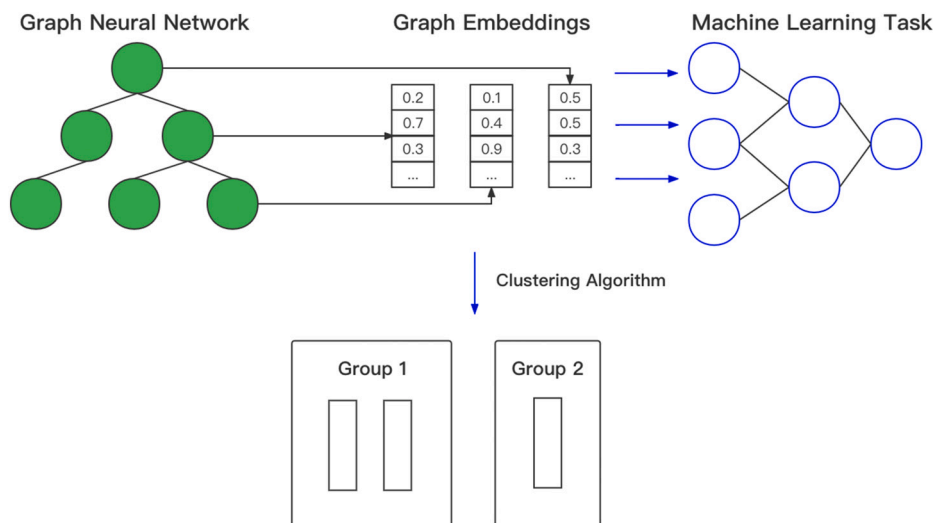 Graph Neural Network
Graph Embeddings
Machine Learning Task
0.2 0.1 0.5
0.7 0.4 0.5
0.3 0.9 0.3
... ... ...
Clustering Algorithm
Group 1
Group 2